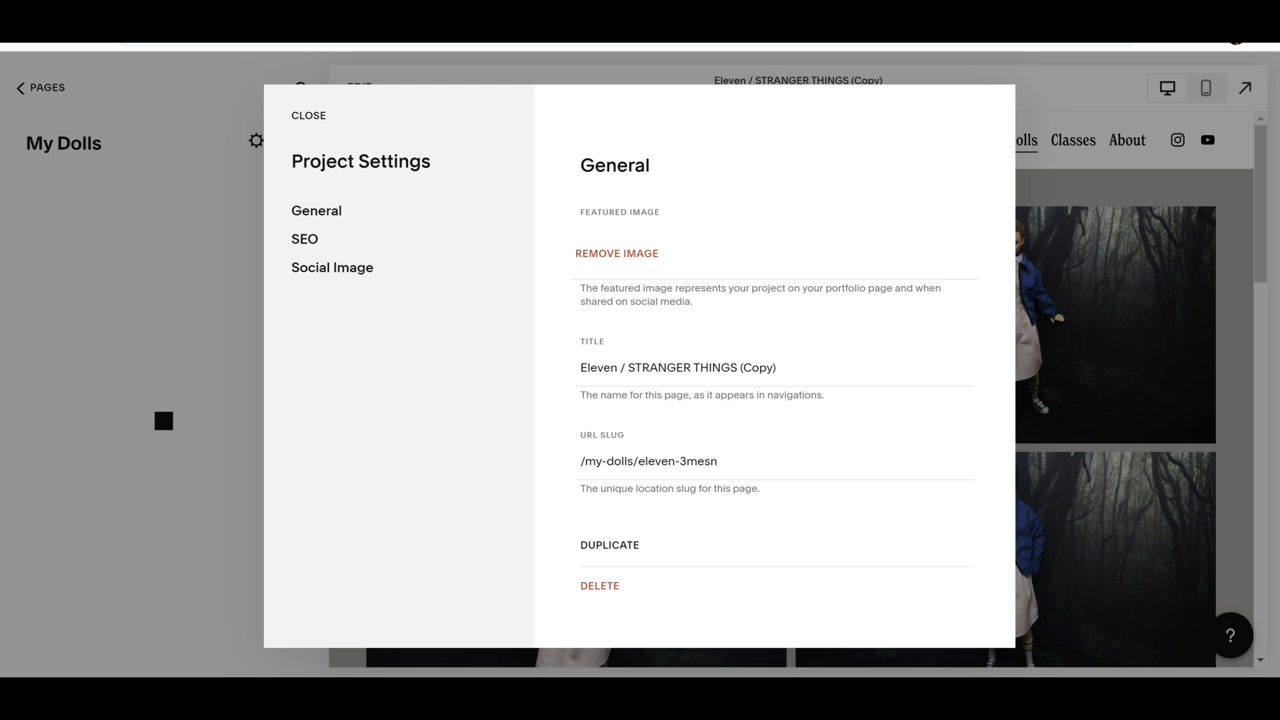 PAGES
My Dolls
Eleven / STRANGER THINGS (Copy)
Classes About
CLOSE
Project Settings
General
SEO
Social Image
General
FEATURED IMAGE
REMOVE IMAGE
The featured image represents your project on your portfolio page and when
shared on social media.
TITLE
Eleven / STRANGER THINGS (Copy)
The name for this page, as it appears in navigations.
URL SLUG
/my-dolls/eleven-3mesn
The unique location slug for this page.
DUPLICATE
DELETE
?